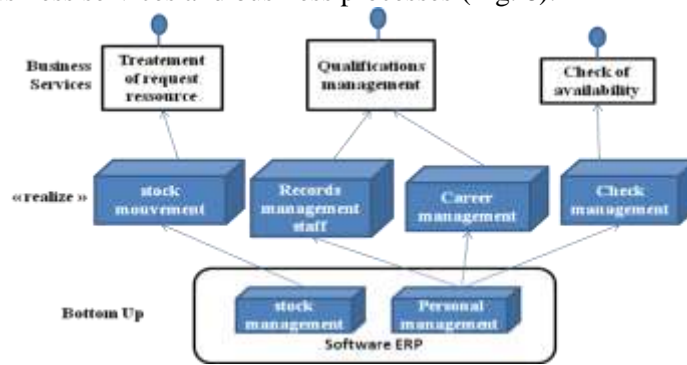 business services and business processes (Fig. 6).
Business
Services
Treatement
of request
ressource
Qualifications
management
Check of
availability
« realize »
stock
mouvement
Records
management
staff
Career
management
Check
management
Bottom Up
stock
management
Personal
management
Software ERP